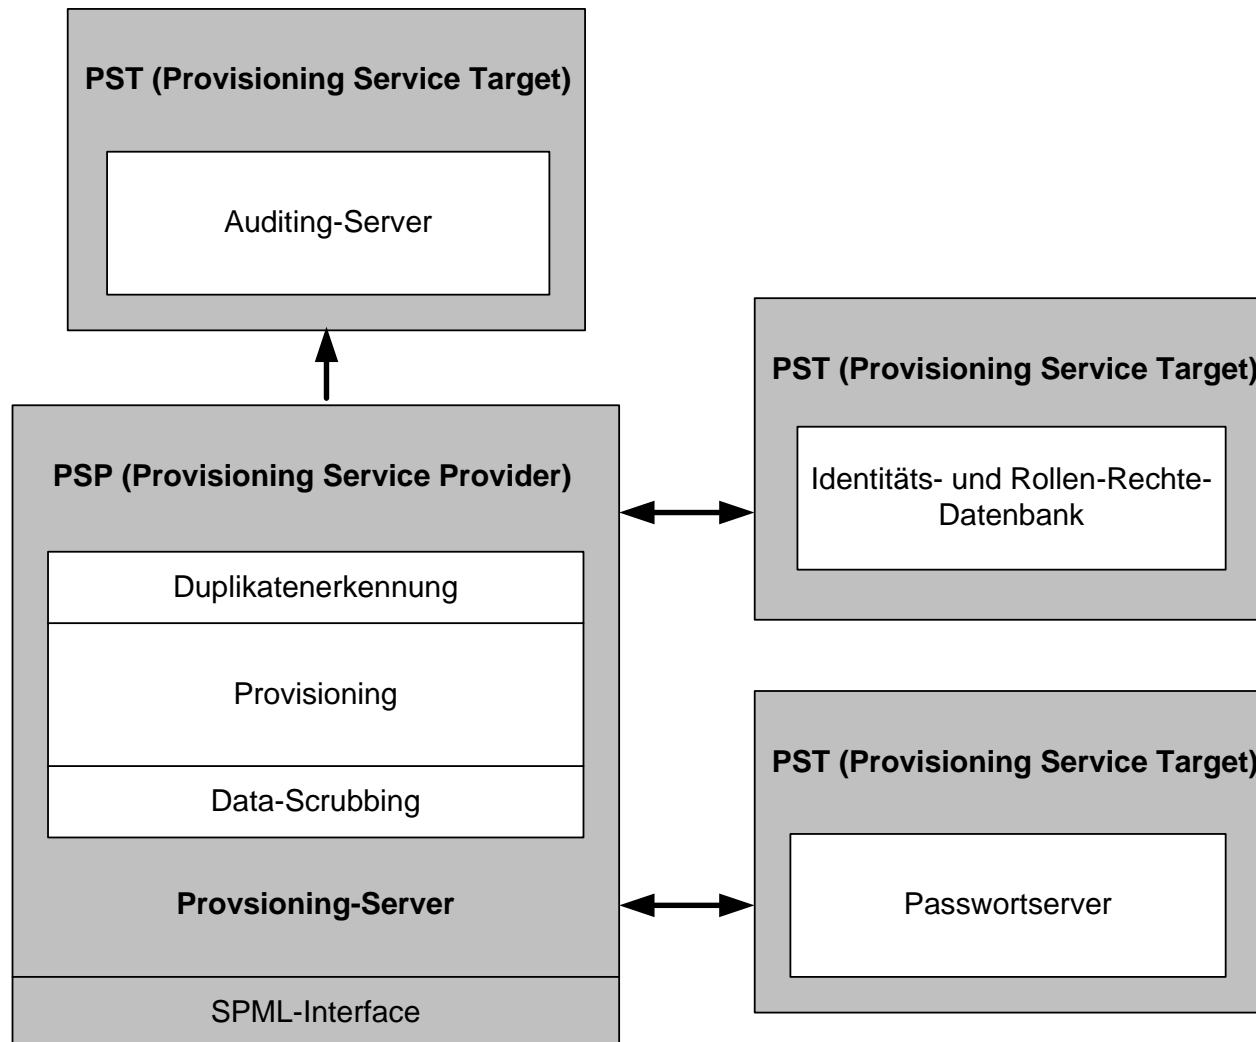 PST (Provisioning Service Target)
Auditing-Server
PST (Provisioning Service Target)
Identitäts- und Rollen-Rechte-
Datenbank
PSP (Provisioning Service Provider)
Duplikatenerkennung
Provisioning
Data-Scrubbing
Provsioning-Server
SPML-Interface
PST (Provisioning Service Target)
Passwortserver